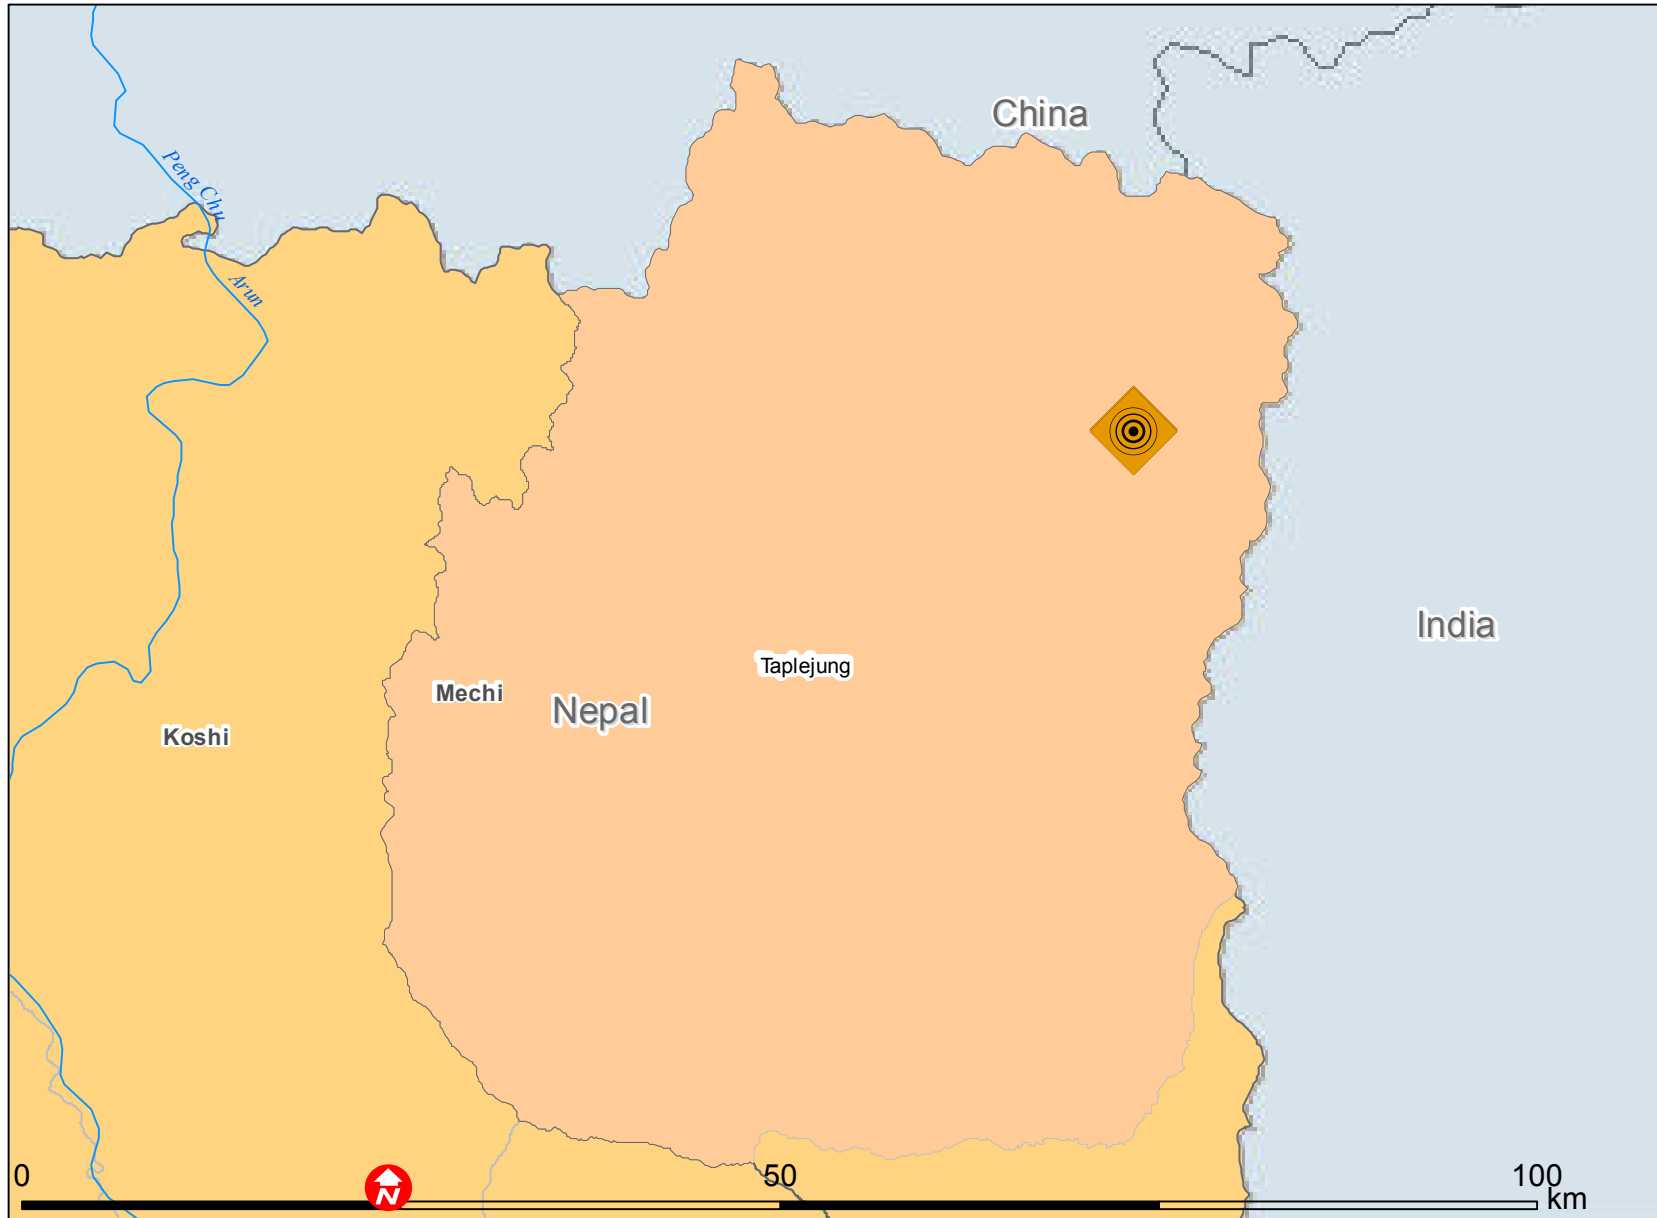 China
Peng Chu
Arun
India
Taplejung
Mechi
Nepal
Koshi
0
50
100
km
N